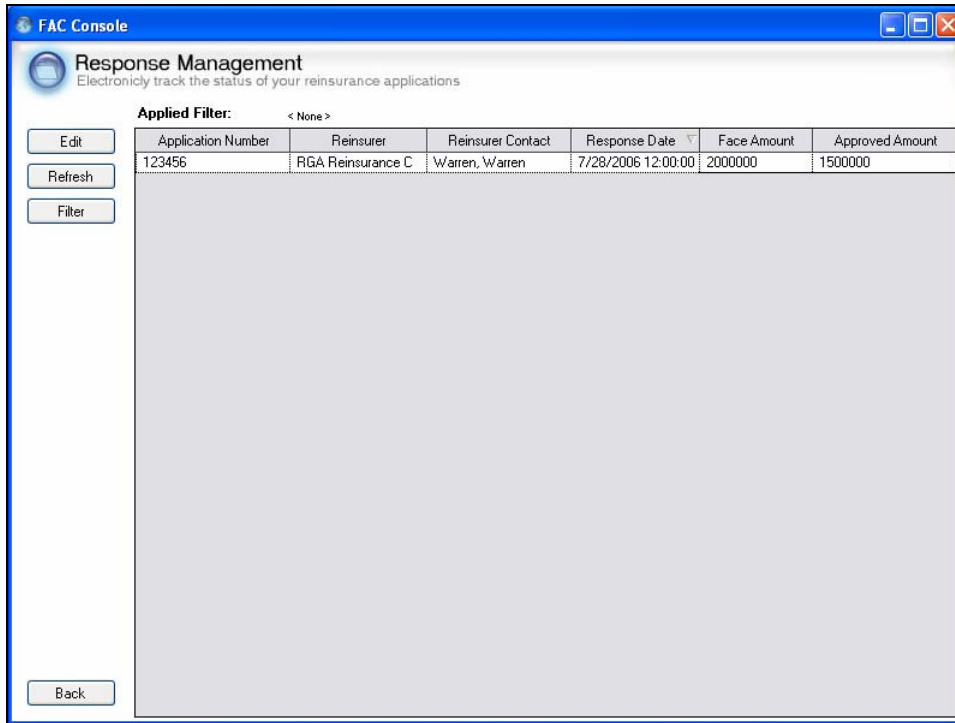 FAC Console
Response Management
Electronicly track the status of your reinsurance applications
Applied Filter: < None >
Edit
Refresh
Filter
Application Number Reinsurer Reinsurer Contact Response Date Face Amount Approved Amount
123456 RGA Reinsurance C Warren, Warren 7/28/2006 12:00:00 2000000 1500000
Back